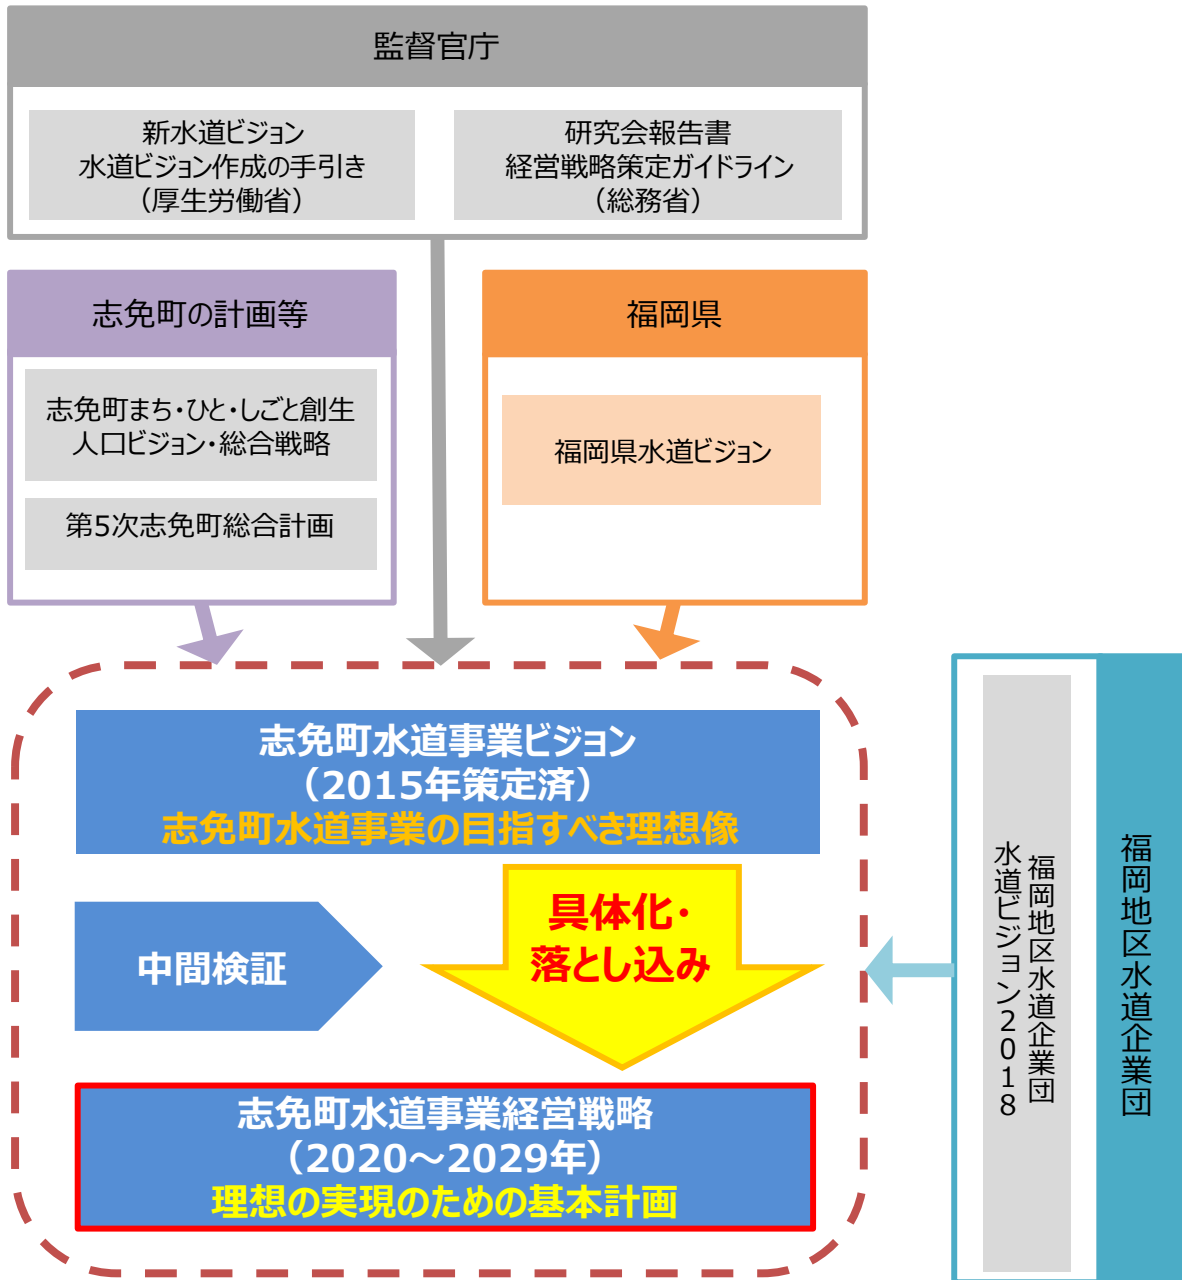 監督官庁
新水道ビジョン
水道ビジョン作成の手引き
（厚生労働省）
研究会報告書
経営戦略策定ガイドライン
（総務省）
志免町の計画等
志免町まち・ひと・しごと創生
人口ビジョン・総合戦略
第5次志免町総合計画
福岡県
福岡県水道ビジョン
志免町水道事業ビジョン
（2015年策定済）
志免町水道事業の目指すべき理想像
中間検証
具体化・
落とし込み
志免町水道事業経営戦略
（2020～2029年）
理想の実現のための基本計画
福岡地区水道企業団
福岡地区水道企業団
水道ビジョン2018